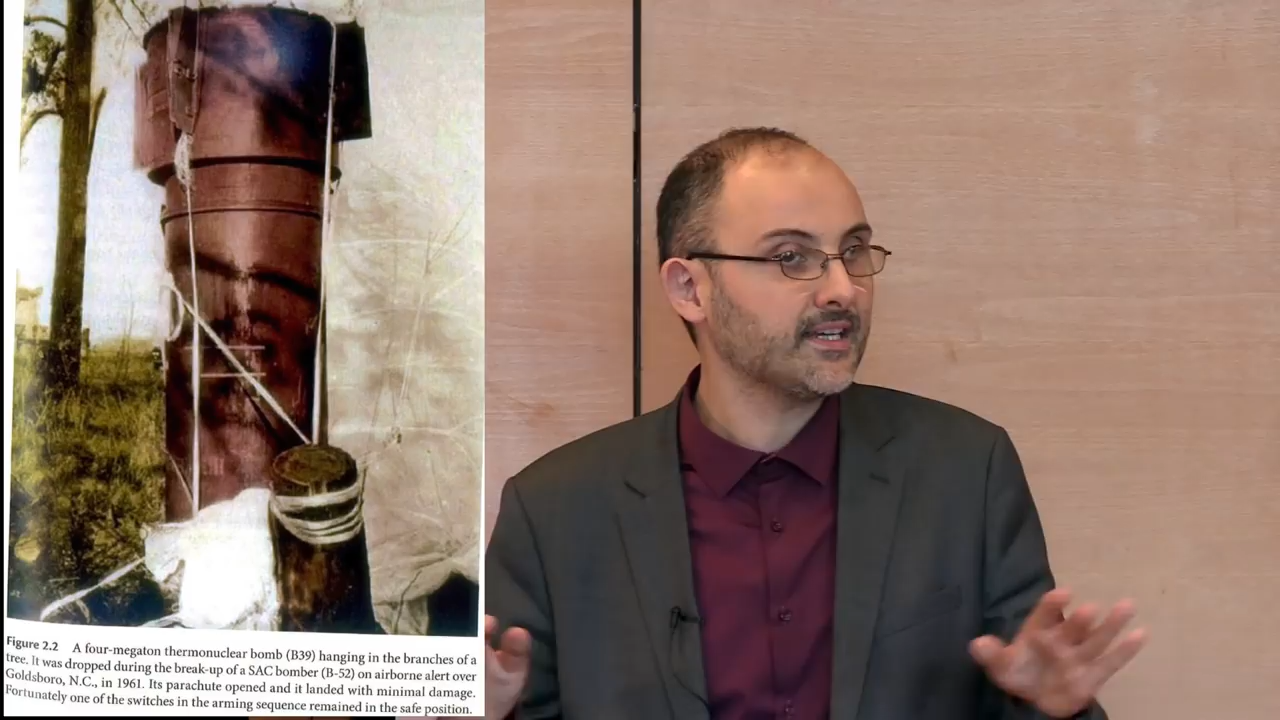 Figure 2.2 A four-megaton thermonuclear bomb (B39) hanging in the branches of a
tree. It was dropped during the break-up of a SAC bomber (B-52) on airborne alert over
Goldsboro, N.C., in 1961. Its parachute opened and it landed with minimal damage.
Fortunately one of the switches in the arming sequence remained in the safe position.